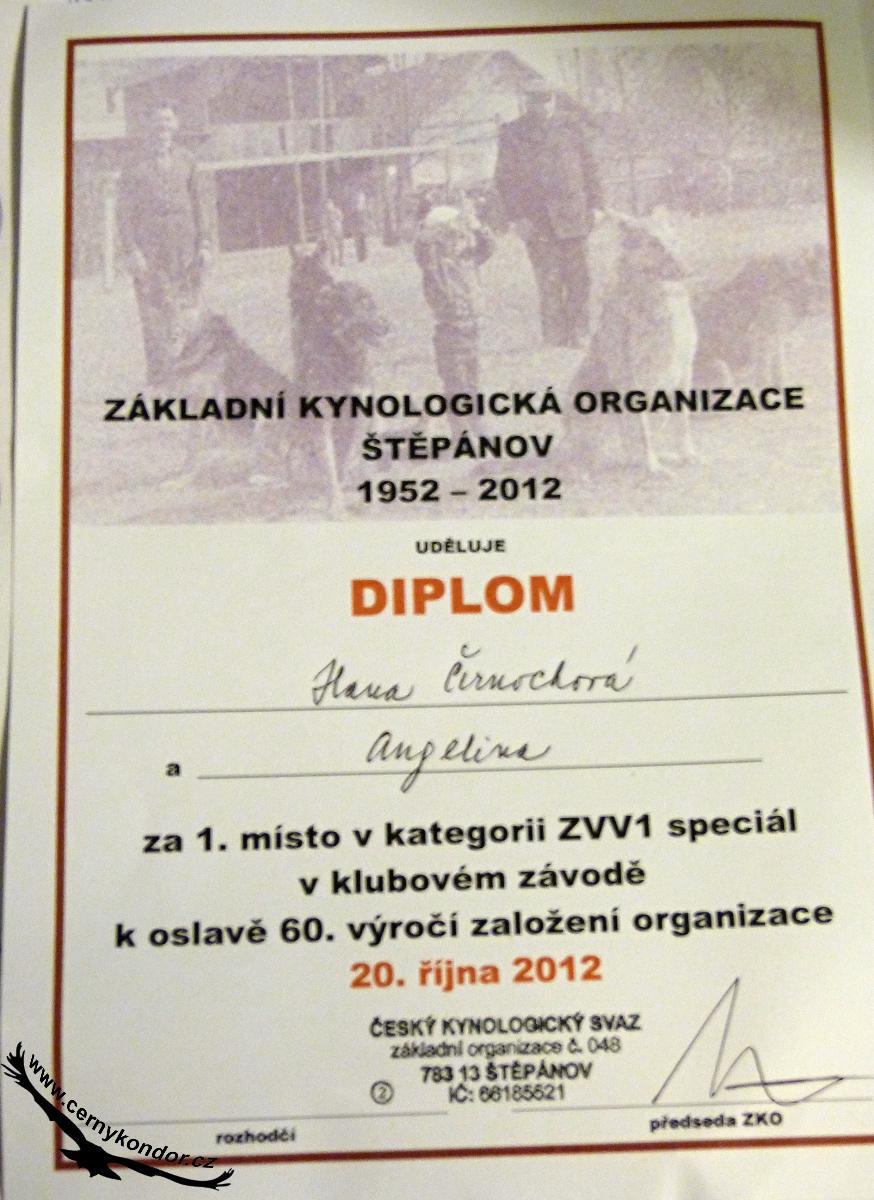 ZÁKLADNÍ KYNOLOGICKÁ ORGANIZACE
ŠTĚPÁNOV
1952 – 2012
UDĚLUJE
DIPLOM
Hana Černochová
a Angelina
za 1. místo v kategorii ZVV1 speciál
v klubovém závodě
k oslavě 60. výročí založení organizace
20. října 2012
ČESKÝ KYNOLOGICKÝ SVAZ
základní organizace č. 048
783 13 ŠTĚPÁNOV
2 IČ: 66185521
rozhodčí
předseda ZKO
www.cernykondor.cz